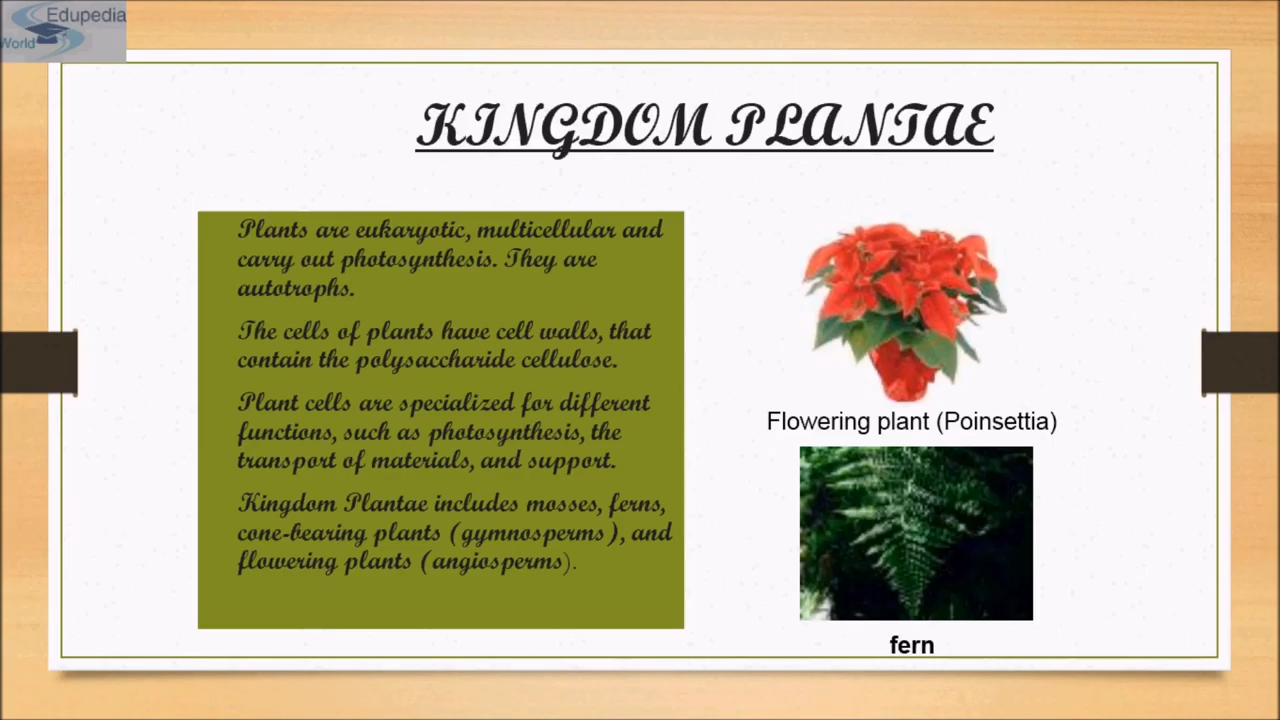 Edupedia
World
KINGDOM PLANTAE
Plants are eukaryotic, multicellular and
carry out photosynthesis. They are
autotrophs.
The cells of plants have cell walls, that
contain the polysaccharide cellulose.
Plant cells are specialized for different
functions, such as photosynthesis, the
transport of materials, and support.
Kingdom Plantae includes mosses, ferns,
cone-bearing plants (gymnosperms), and
flowering plants (angiosperms).
Flowering plant (Poinsettia)
fern